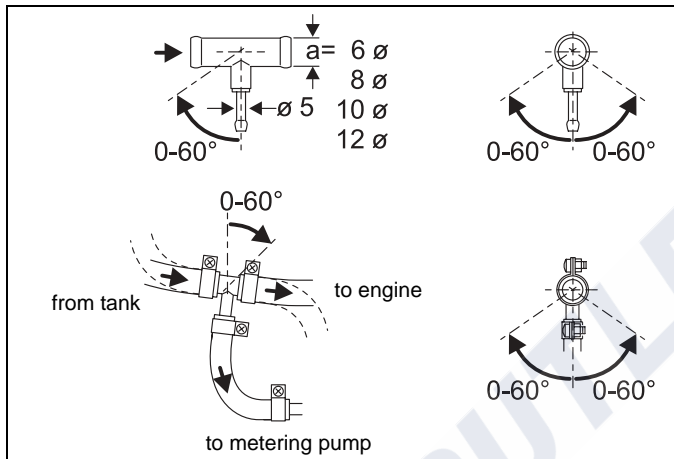 a= 6 ø
8 ø
10 ø
12 ø
ø 5
0-60°
0-60° 0-60°
0-60°
from tank
to engine
to metering pump
0-60° 0-60°